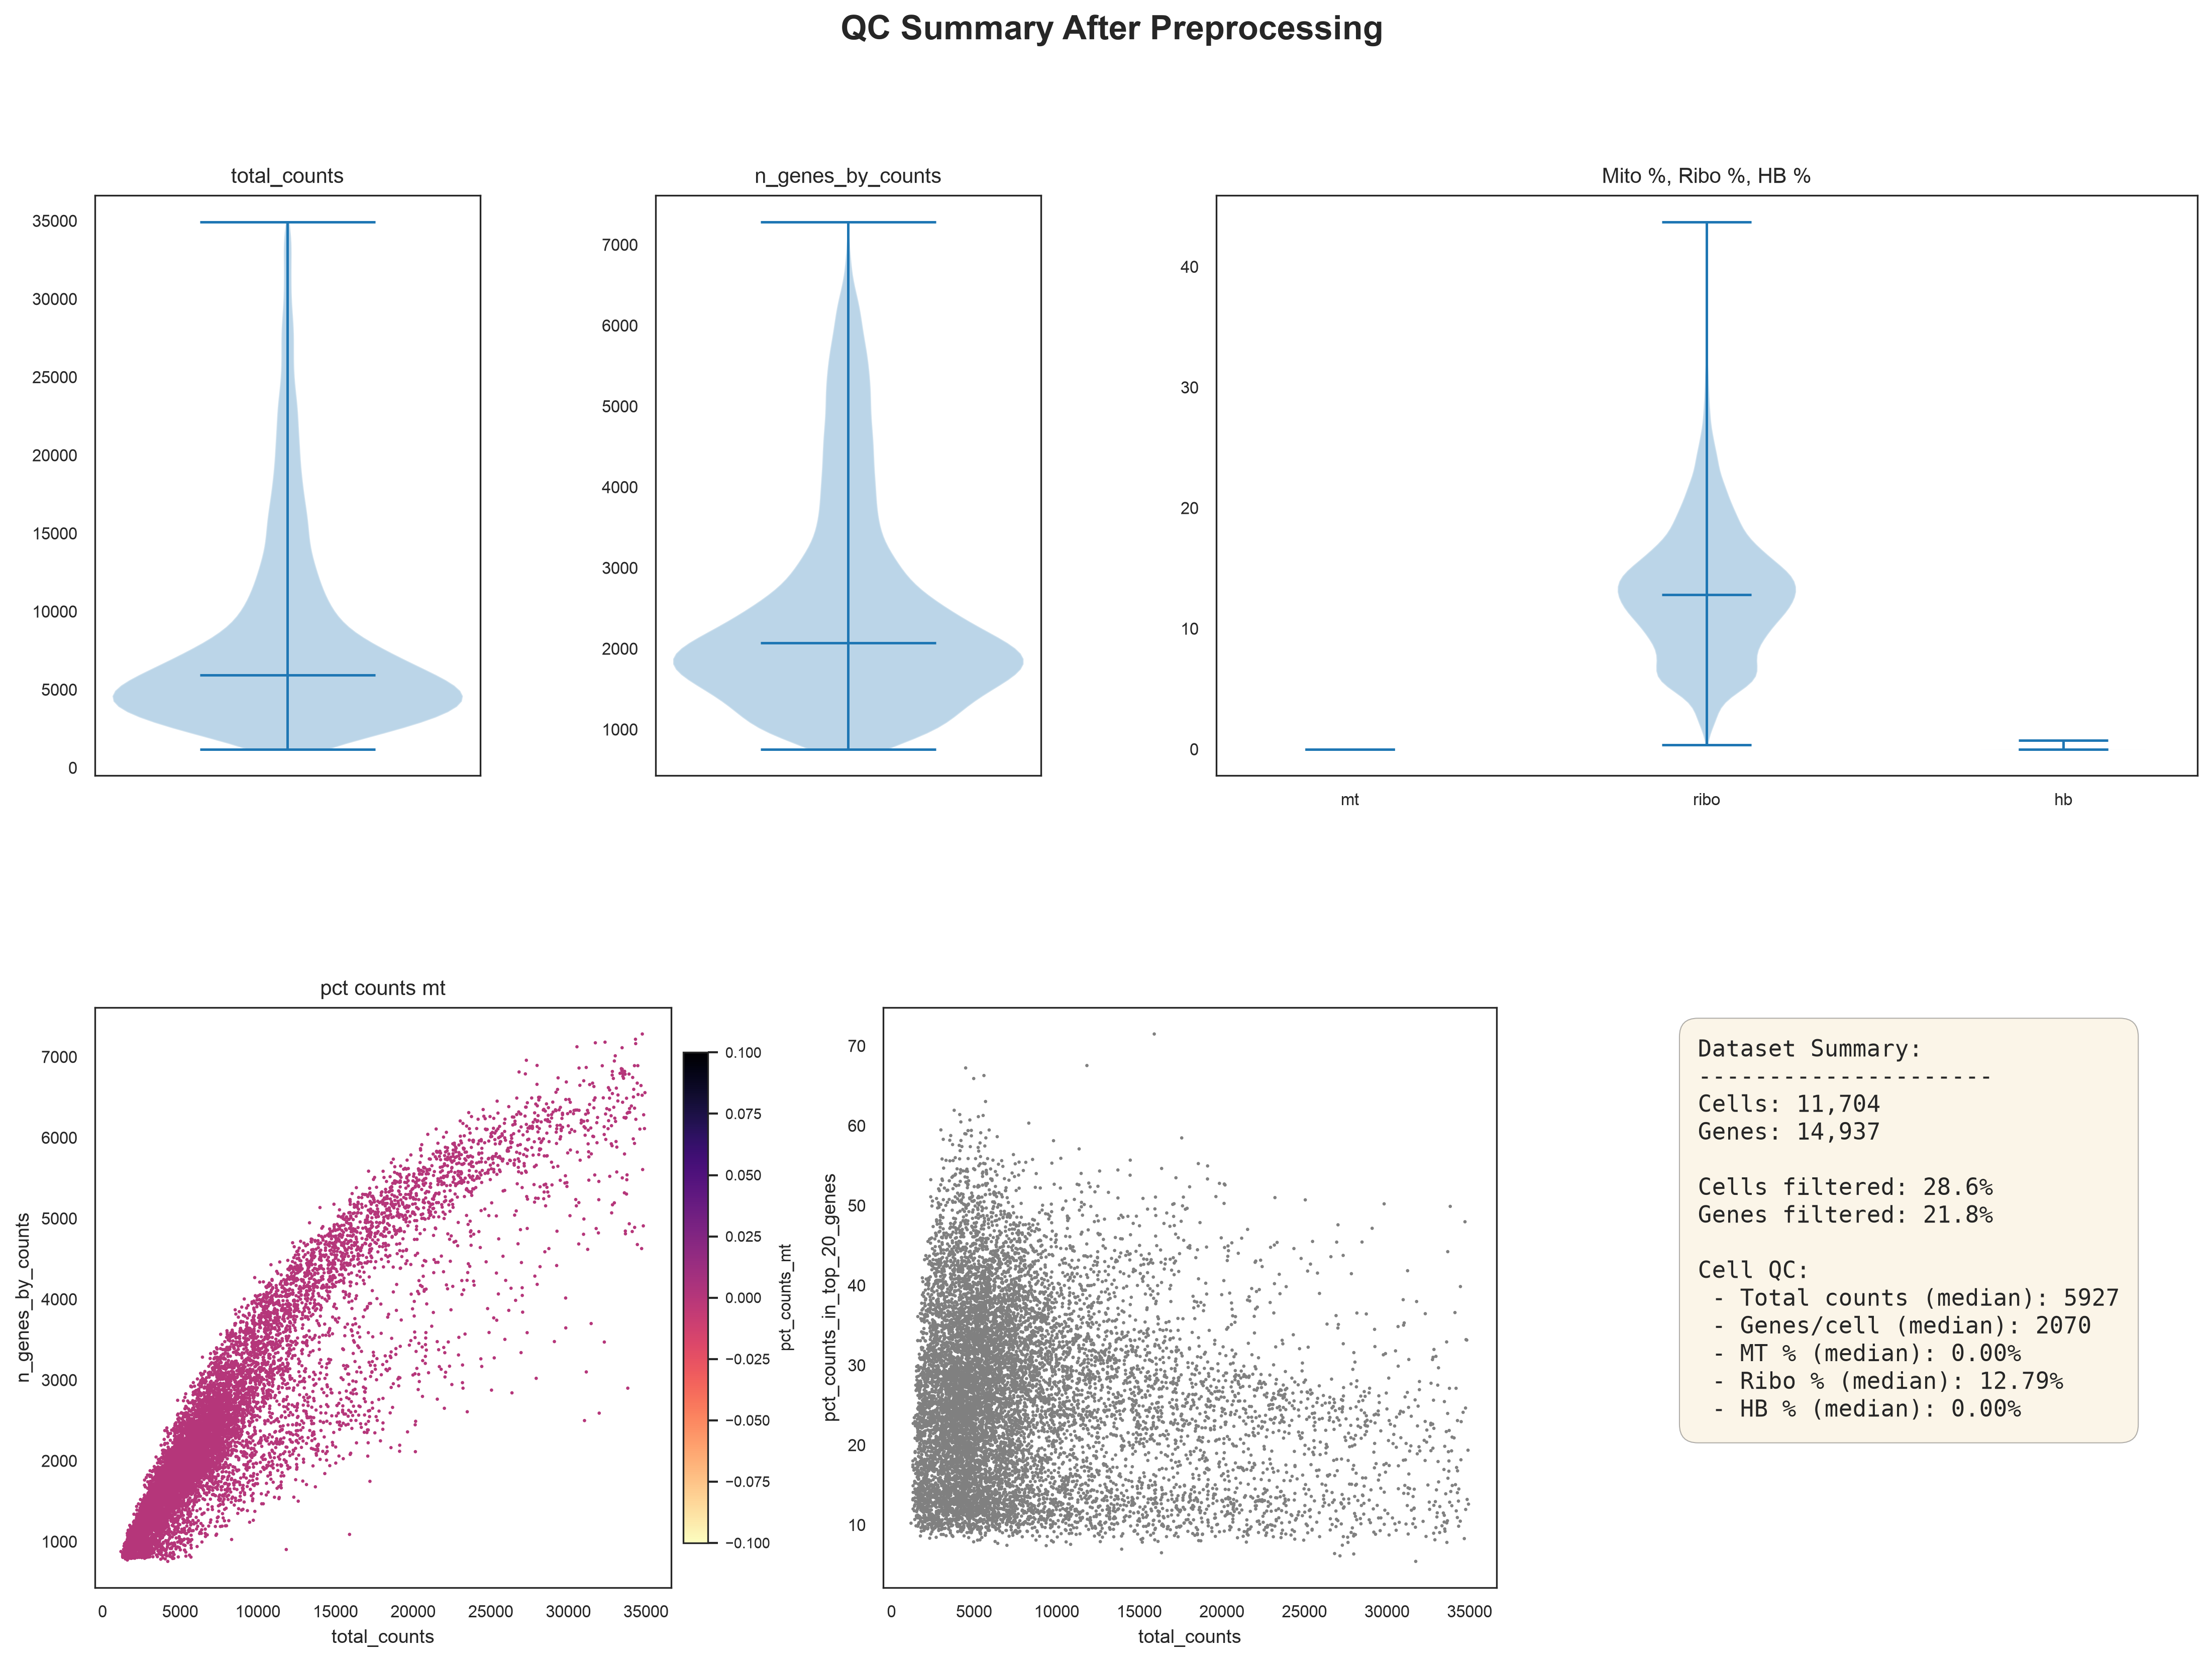 QC Summary After Preprocessing
total_counts
35000
30000
25000
20000
15000
10000
5000
0
n_genes_by_counts
7000
6000
5000
4000
3000
2000
1000
Mito %, Ribo %, HB %
40
30
20
10
0
mt ribo hb
pct counts mt
n_genes_by_counts
7000
6000
5000
4000
3000
2000
1000
0 5000 10000 15000 20000 25000 30000 35000
total_counts
0.100
0.075
0.050
0.025
0.000
−0.025
−0.050
−0.075
−0.100
pct_counts_mt
pct_counts_in_top_20_genes
70
60
50
40
30
20
10
0 5000 10000 15000 20000 25000 30000 35000
total_counts
Dataset Summary:
---------------------
Cells: 11,704
Genes: 14,937
Cells filtered: 28.6%
Genes filtered: 21.8%
Cell QC:
- Total counts (median): 5927
- Genes/cell (median): 2070
- MT % (median): 0.00%
- Ribo % (median): 12.79%
- HB % (median): 0.00%